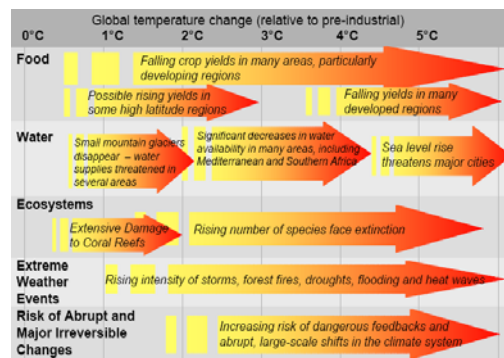 Global temperature change (relative to pre-industrial)
0°C 1°C 2°C 3°C 4°C 5°C
Food
Falling crop yields in many areas, particularly
developing regions
Possible rising yields in
some high latitude regions
Falling yields in many
developed regions
Water
Small mountain glaciers
disappear – water
supplies threatened in
several areas
Significant decreases in water
availability in many areas, including
Mediterranean and Southern Africa
Sea level rise
threatens major cities
Ecosystems
Extensive Damage
to Coral Reefs
Rising number of species face extinction
Extreme
Weather
Events
Rising intensity of storms, forest fires, droughts, flooding and heat waves
Risk of Abrupt and
Major Irreversible
Changes
Increasing risk of dangerous feedbacks and
abrupt, large-scale shifts in the climate system